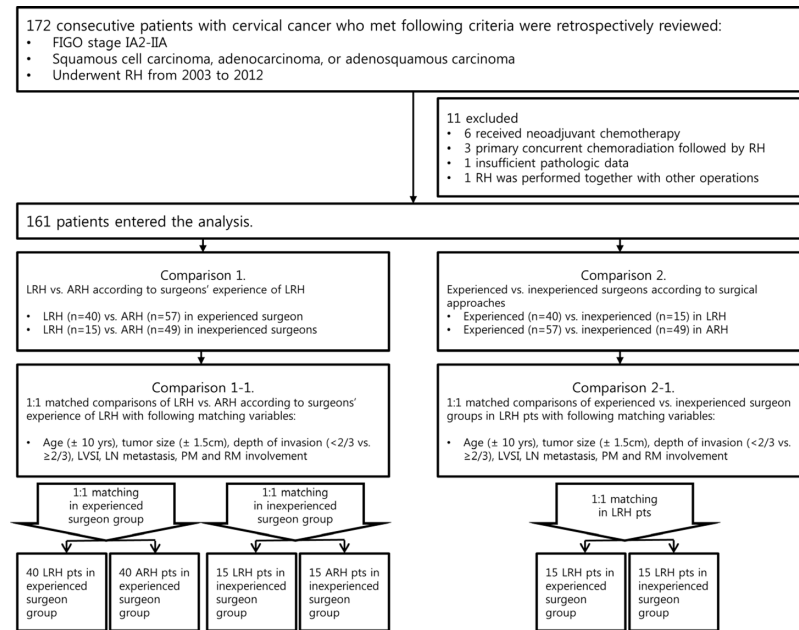 172 consecutive patients with cervical cancer who met following criteria were retrospectively reviewed:
• FIGO stage IA2-IIA
• Squamous cell carcinoma, adenocarcinoma, or adenosquamous carcinoma
• Underwent RH from 2003 to 2012
11 excluded
• 6 received neoadjuvant chemotherapy
• 3 primary concurrent chemoradiation followed by RH
• 1 insufficient pathologic data
• 1 RH was performed together with other operations
161 patients entered the analysis.
Comparison 1.
LRH vs. ARH according to surgeons' experience of LRH
• LRH (n=40) vs. ARH (n=57) in experienced surgeon
• LRH (n=15) vs. ARH (n=49) in inexperienced surgeons
Comparison 2.
Experienced vs. inexperienced surgeons according to surgical
approaches
• Experienced (n=40) vs. inexperienced (n=15) in LRH
• Experienced (n=57) vs. inexperienced (n=49) in ARH
Comparison 1-1.
1:1 matched comparisons of LRH vs. ARH according to surgeons'
experience of LRH with following matching variables:
• Age (± 10 yrs), tumor size (± 1.5cm), depth of invasion (<2/3 vs.
≥2/3), LVSI, LN metastasis, PM and RM involvement
Comparison 2-1.
1:1 matched comparisons of experienced vs. inexperienced surgeon
groups in LRH pts with following matching variables:
• Age (± 10 yrs), tumor size (± 1.5cm), depth of invasion (<2/3 vs.
≥2/3), LVSI, LN metastasis, PM and RM involvement
1:1 matching
in experienced
surgeon group
1:1 matching
in inexperienced
surgeon group
1:1 matching
in LRH pts
40 LRH pts in
experienced
surgeon
group
40 ARH pts in
experienced
surgeon
group
15 LRH pts in
inexperienced
surgeon
group
15 ARH pts in
inexperienced
surgeon
group
15 LRH pts in
experienced
surgeon
group
15 LRH pts in
inexperienced
surgeon
group